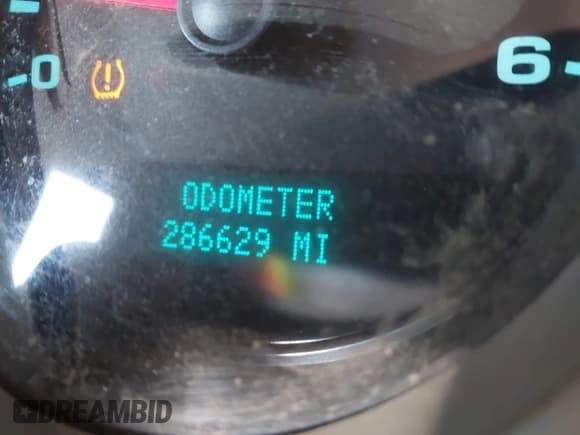 0
6
ODOMETER
286629 MI
DREAMBID